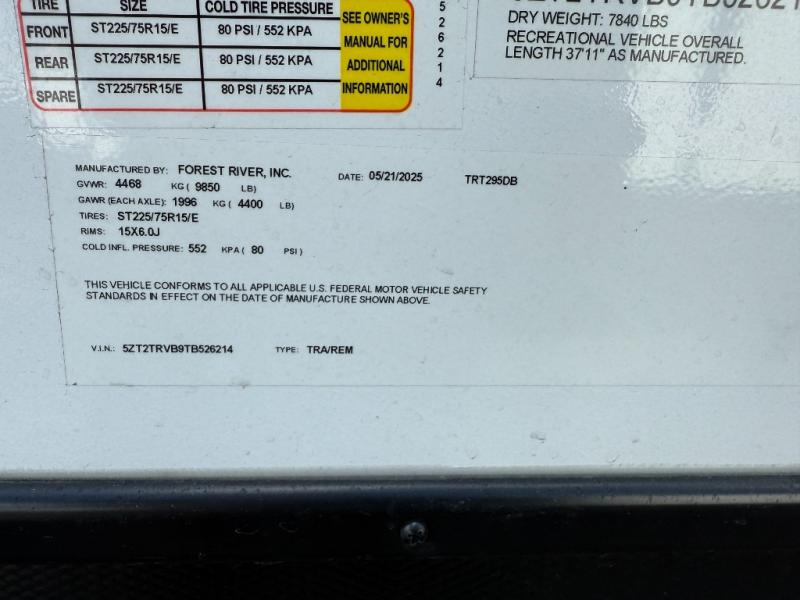 TIRE SIZE COLD TIRE PRESSURE
FRONT ST225/75R15/E 80 PSI / 552 KPA
REAR ST225/75R15/E 80 PSI / 552 KPA
SPARE ST225/75R15/E 80 PSI / 552 KPA
SEE OWNER'S
MANUAL FOR
ADDITIONAL
INFORMATION
5
2
6
2
1
4
DRY WEIGHT: 7840 LBS
RECREATIONAL VEHICLE OVERALL
LENGTH 37'11" AS MANUFACTURED.
MANUFACTURED BY: FOREST RIVER, INC. DATE: 05/21/2025 TRT295DB
GVWR: 4468 KG ( 9850 LB)
GAWR (EACH AXLE): 1996 KG ( 4400 LB)
TIRES: ST225/75R15/E
RIMS: 15X6.0J
COLD INFL. PRESSURE: 552 KPA ( 80 PSI )
THIS VEHICLE CONFORMS TO ALL APPLICABLE U.S. FEDERAL MOTOR VEHICLE SAFETY
STANDARDS IN EFFECT ON THE DATE OF MANUFACTURE SHOWN ABOVE.
V.I.N.: 5ZT2TRVB9TB526214 TYPE: TRA/REM